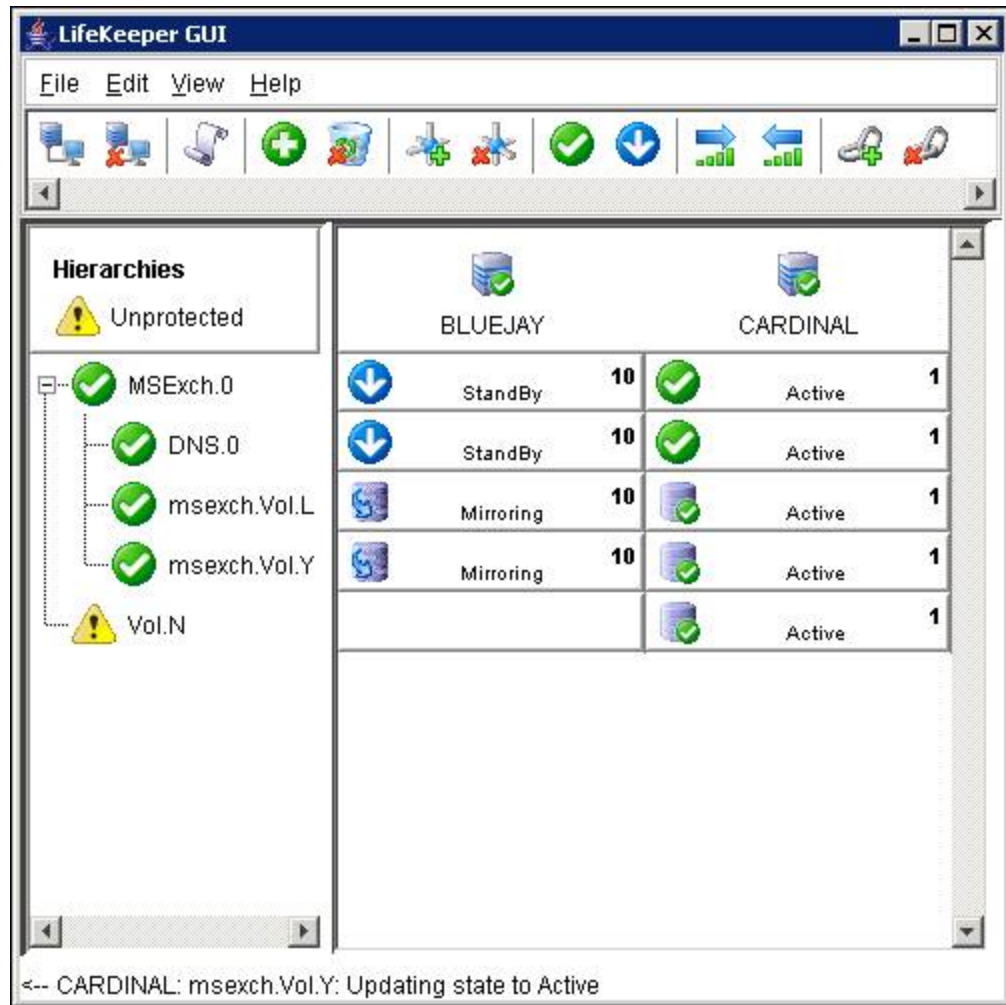 LifeKeeper GUI
File Edit View Help
Hierarchies
Unprotected
BLUEJAY CARDINAL
MSExch.0 StandBy 10 Active 1
DNS.0 StandBy 10 Active 1
msexch.Vol.L Mirroring 10 Active 1
msexch.Vol.Y Mirroring 10 Active 1
Vol.N Active 1
<-- CARDINAL: msexch.Vol.Y: Updating state to Active